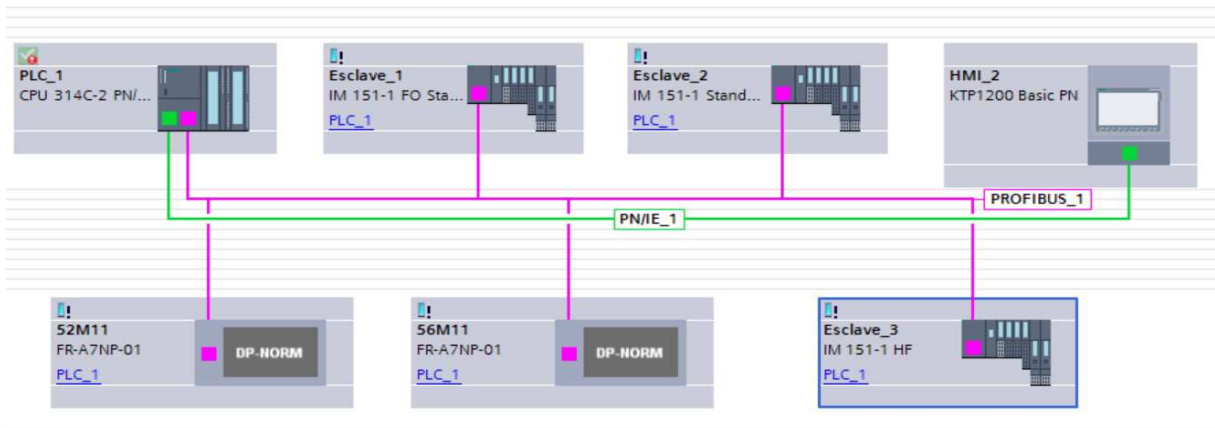 PLC_1
CPU 314C-2 PN/...
Esclave_1
IM 151-1 FO Sta...
PLC_1
Esclave_2
IM 151-1 Stand...
PLC_1
HMI_2
KTP1200 Basic PN
PROFIBUS_1
PN/IE_1
52M11
FR-A7NP-01
PLC_1
DP-NORM
56M11
FR-A7NP-01
PLC_1
DP-NORM
Esclave_3
IM 151-1 HF
PLC_1